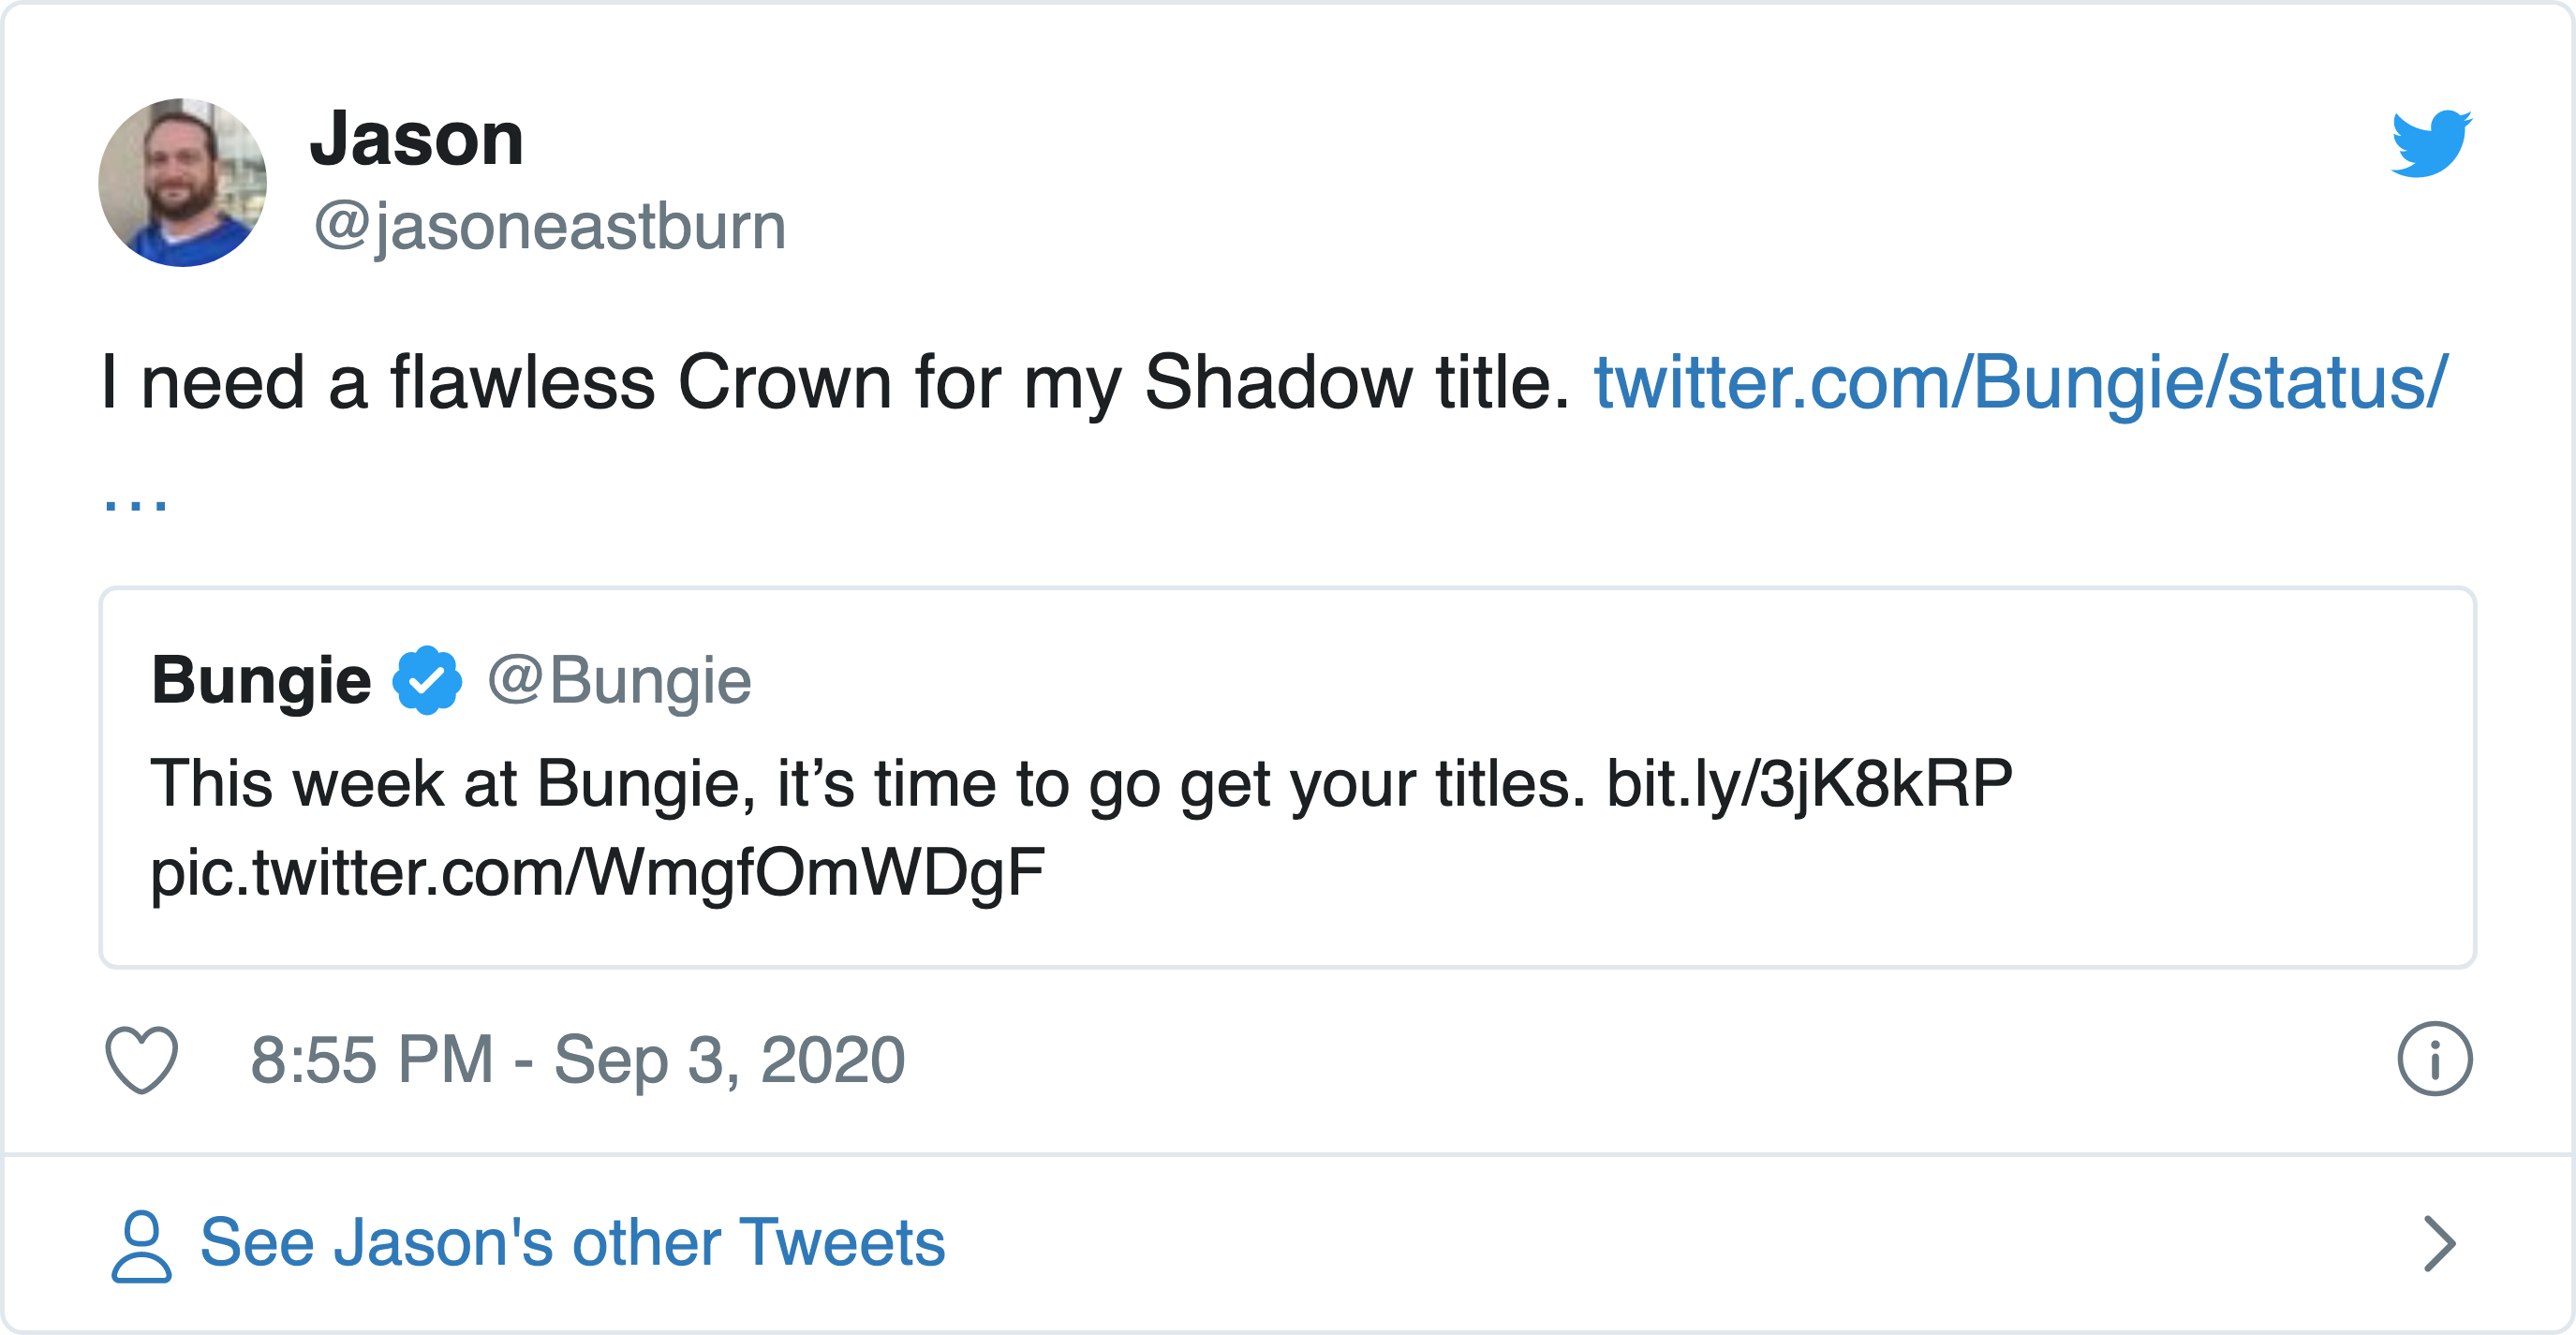 Jason
@jasoneastburn
I need a flawless Crown for my Shadow title. twitter.com/Bungie/status/
…
Bungie @Bungie
This week at Bungie, it’s time to go get your titles. bit.ly/3jK8kRP
pic.twitter.com/WmgfOmWDgF
8:55 PM - Sep 3, 2020
See Jason's other Tweets